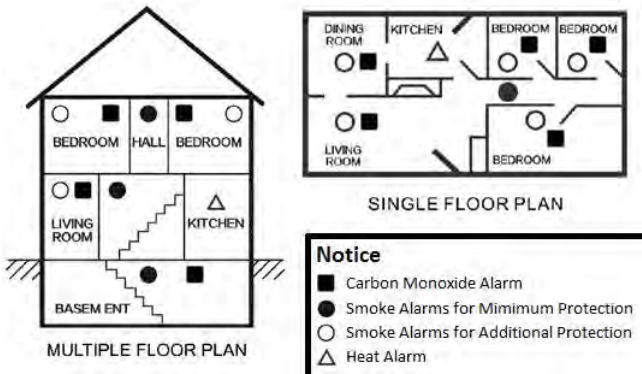 BEDROOM
HALL
BEDROOM
LIVING
ROOM
KITCHEN
BASEM ENT
MULTIPLE FLOOR PLAN
DINING
ROOM
KITCHEN
BEDROOM
BEDROOM
LIVING
ROOM
BEDROOM
SINGLE FLOOR PLAN
Notice
Carbon Monoxide Alarm
Smoke Alarms for Mimimum Protection
Smoke Alarms for Additional Protection
Heat Alarm